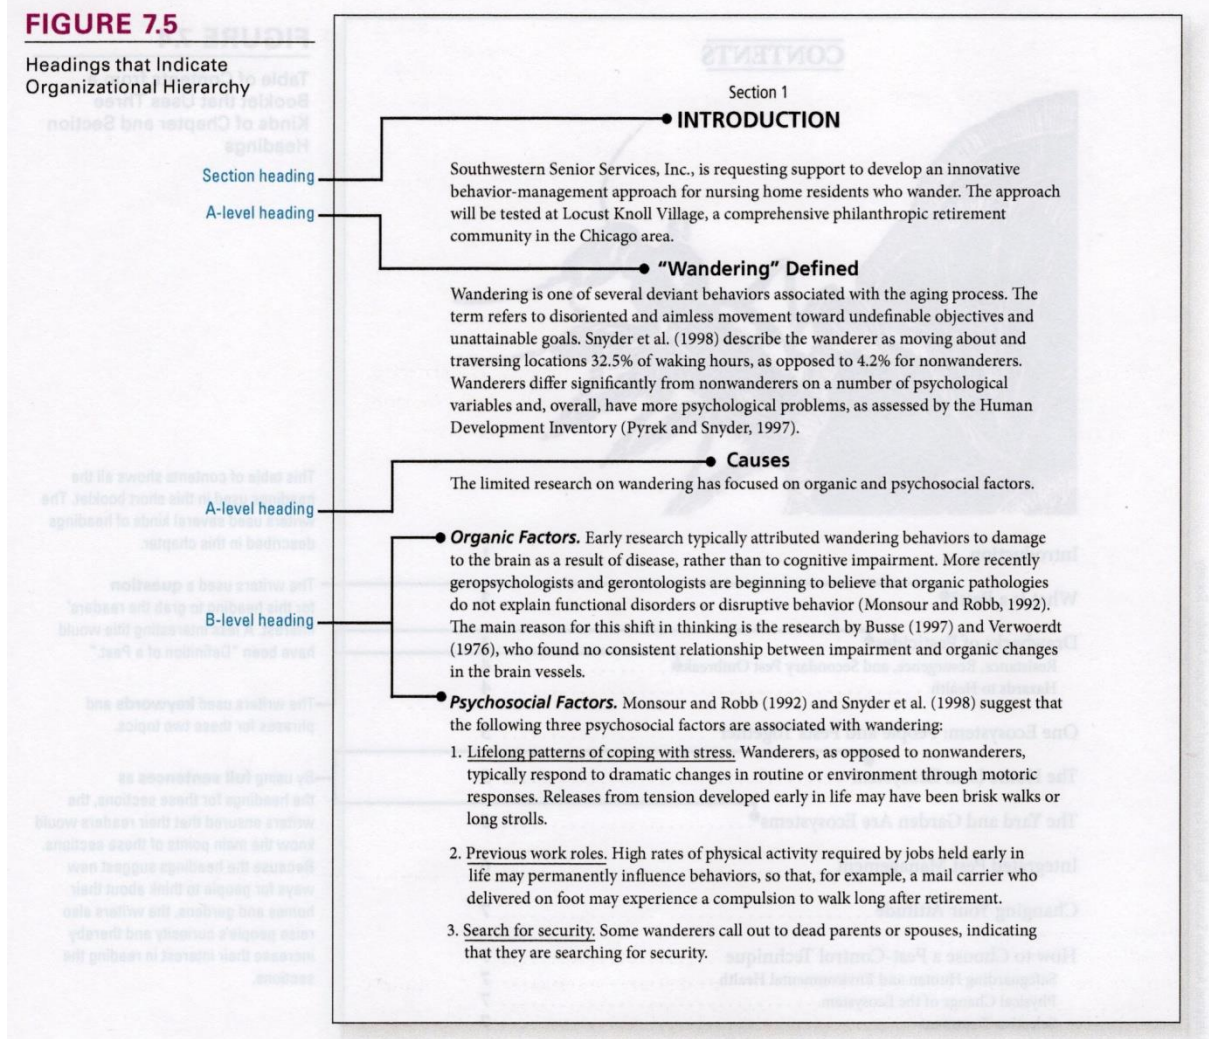 FIGURE 7.5
Headings that Indicate
Organizational Hierarchy
Section 1
INTRODUCTION
Section heading
Southwestern Senior Services, Inc., is requesting support to develop an innovative
behavior-management approach for nursing home residents who wander. The approach
will be tested at Locust Knoll Village, a comprehensive philanthropic retirement
community in the Chicago area.
A-level heading
"Wandering" Defined
Wandering is one of several deviant behaviors associated with the aging process. The
term refers to disoriented and aimless movement toward undefinable objectives and
unattainable goals. Snyder et al. (1998) describe the wanderer as moving about and
traversing locations 32.5% of waking hours, as opposed to 4.2% for nonwanderers.
Wanderers differ significantly from nonwanderers on a number of psychological
variables and, overall, have more psychological problems, as assessed by the Human
Development Inventory (Pyrek and Snyder, 1997).
A-level heading
Causes
The limited research on wandering has focused on organic and psychosocial factors.
B-level heading
Organic Factors. Early research typically attributed wandering behaviors to damage
to the brain as a result of disease, rather than to cognitive impairment. More recently
geropsychologists and gerontologists are beginning to believe that organic pathologies
do not explain functional disorders or disruptive behavior (Monsour and Robb, 1992).
The main reason for this shift in thinking is the research by Busse (1997) and Verwoerdt
(1976), who found no consistent relationship between impairment and organic changes
in the brain vessels.
Psychosocial Factors. Monsour and Robb (1992) and Snyder et al. (1998) suggest that
the following three psychosocial factors are associated with wandering:
1. Lifelong patterns of coping with stress. Wanderers, as opposed to nonwanderers,
typically respond to dramatic changes in routine or environment through motoric
responses. Releases from tension developed early in life may have been brisk walks or
long strolls.
2. Previous work roles. High rates of physical activity required by jobs held early in
life may permanently influence behaviors, so that, for example, a mail carrier who
delivered on foot may experience a compulsion to walk long after retirement.
3. Search for security. Some wanderers call out to dead parents or spouses, indicating
that they are searching for security.